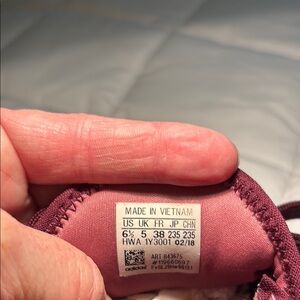 MADE IN VIETNAM
US UK FR JP CHN
6½ 5 38 235 235
HWA 1Y3001 02/18
ART B43675
adidas